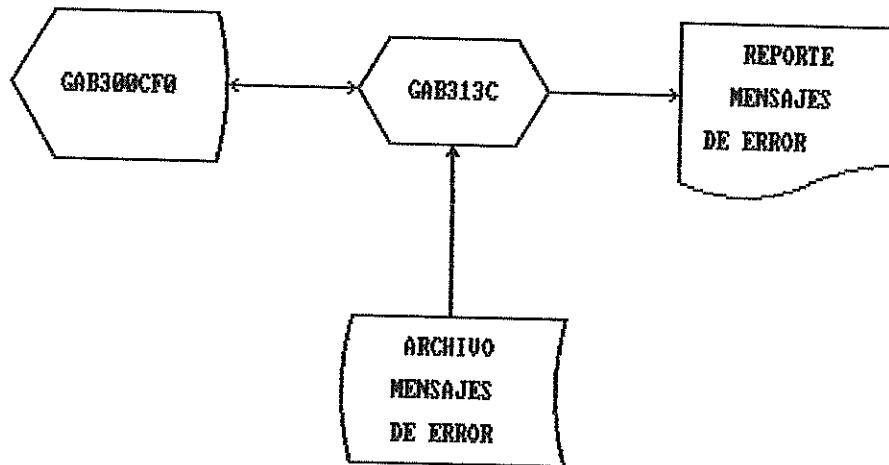 GAB300CF0
GAB313C
REPORTE
MENSAJES
DE ERROR
ARCHIVO
MENSAJES
DE ERROR